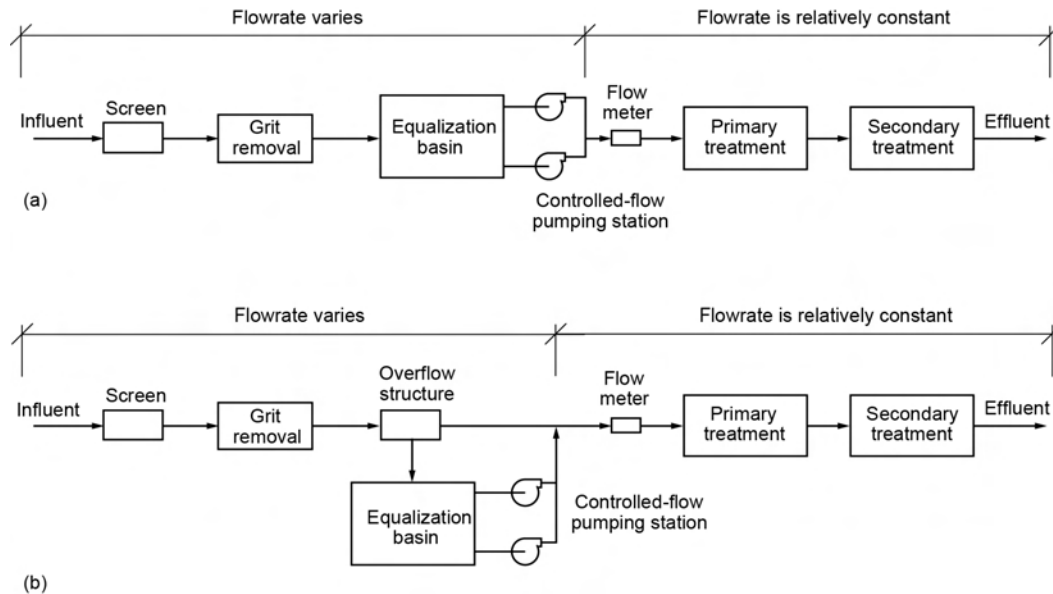 Flowrate varies
Flowrate is relatively constant
Influent
Screen
Grit
removal
Equalization
basin
Flow
meter
Controlled-flow
pumping station
Primary
treatment
Secondary
treatment
Effluent
(a)
Flowrate varies
Flowrate is relatively constant
Influent
Screen
Grit
removal
Overflow
structure
Equalization
basin
Controlled-flow
pumping station
Flow
meter
Primary
treatment
Secondary
treatment
Effluent
(b)